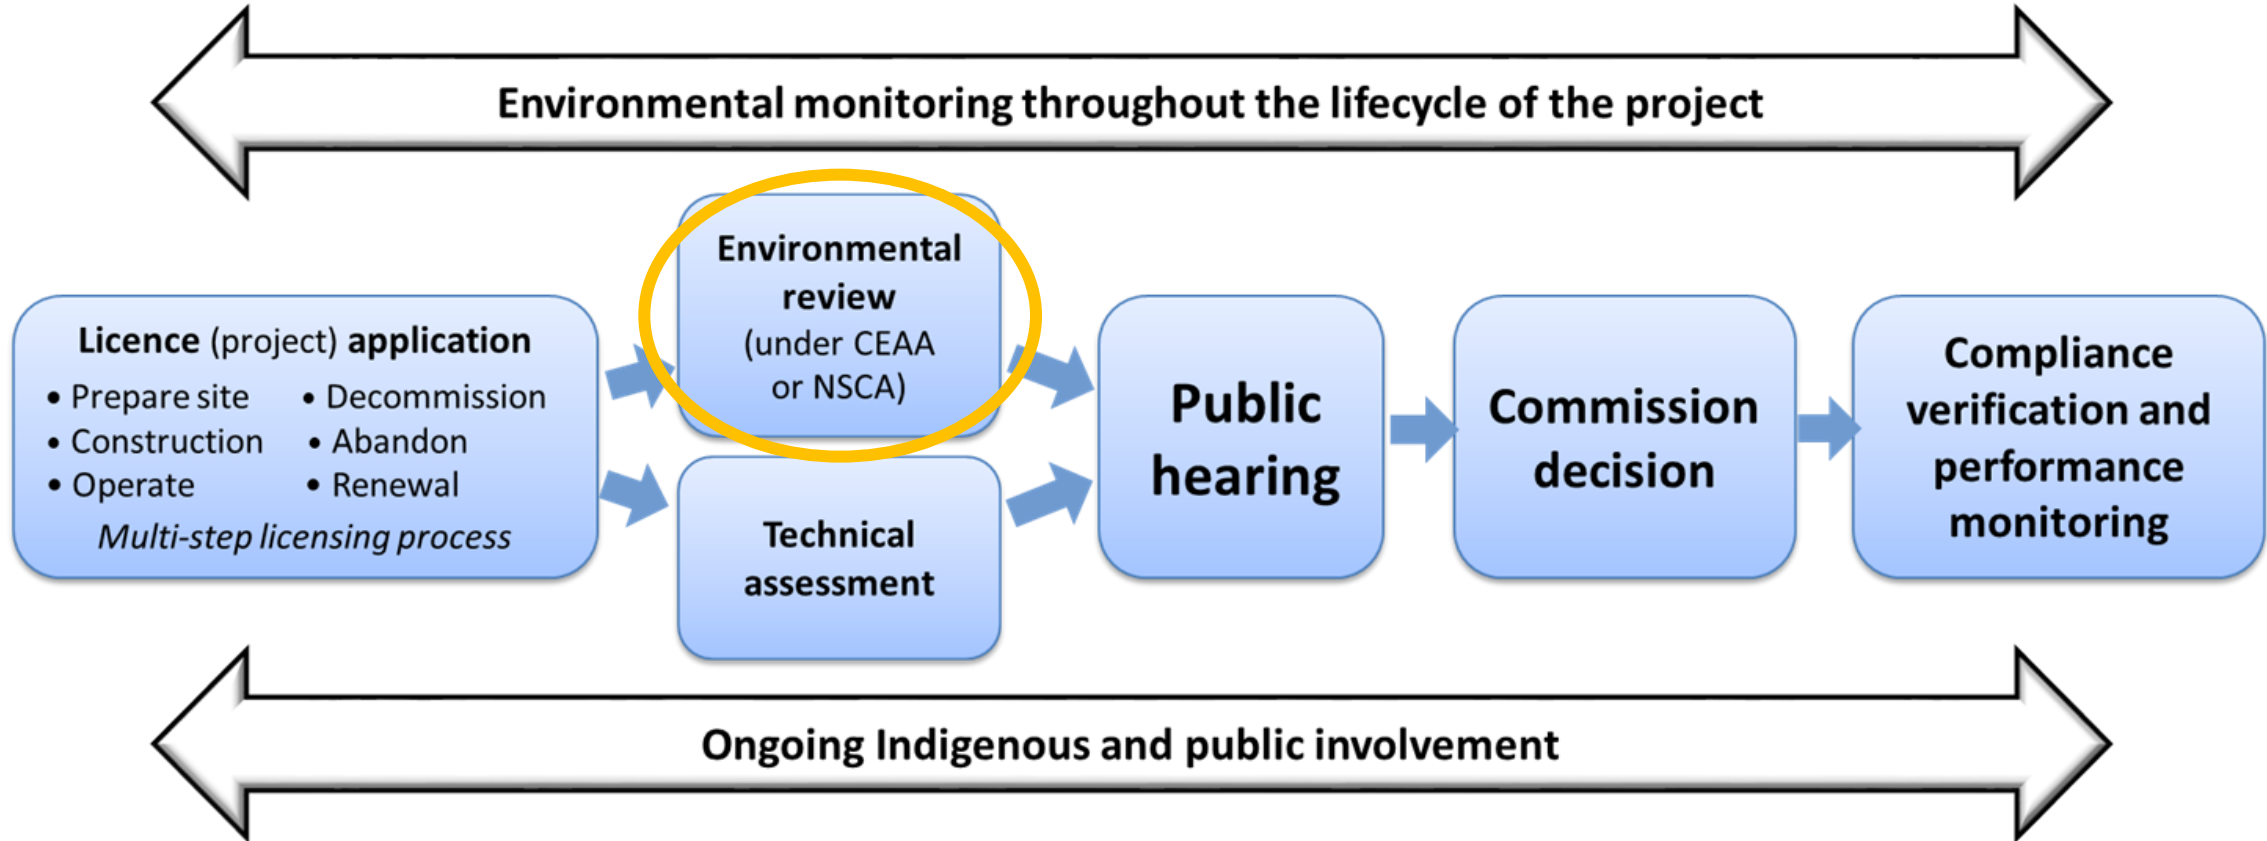 Environmental monitoring throughout the lifecycle of the project
Licence (project) application
• Prepare site
• Construction
• Operate
• Decommission
• Abandon
• Renewal
Multi-step licensing process
Environmental
review
(under CEAA
or NSCA)
Technical
assessment
Public
hearing
Commission
decision
Compliance
verification and
performance
monitoring
Ongoing Indigenous and public involvement